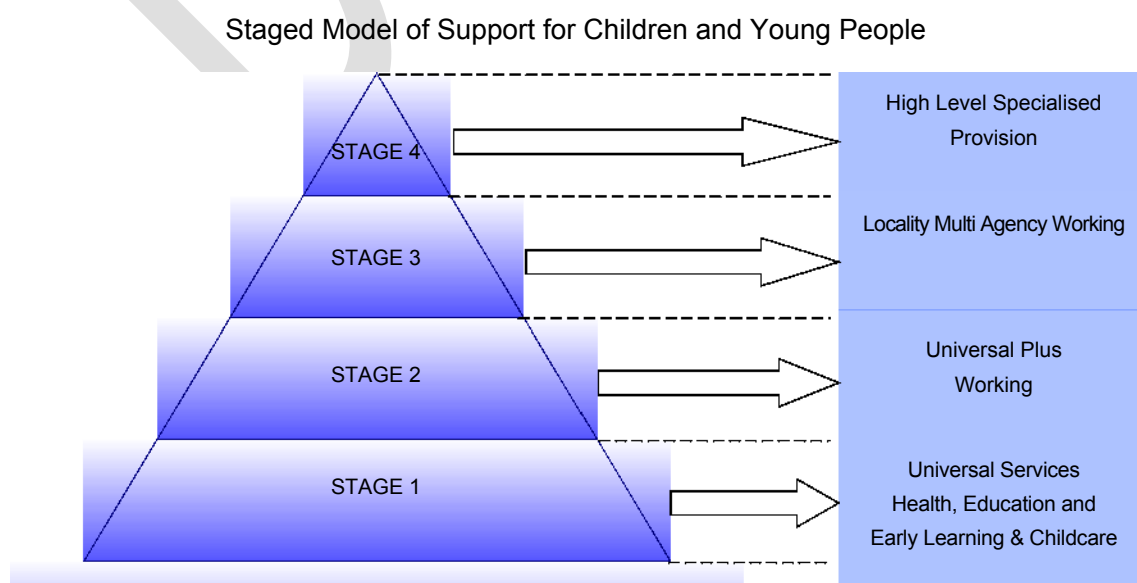 Staged Model of Support for Children and Young People
High Level Specialised
Provision
STAGE 4
Locality Multi Agency Working
STAGE 3
Universal Plus
Working
STAGE 2
Universal Services
Health, Education and
Early Learning & Childcare
STAGE 1